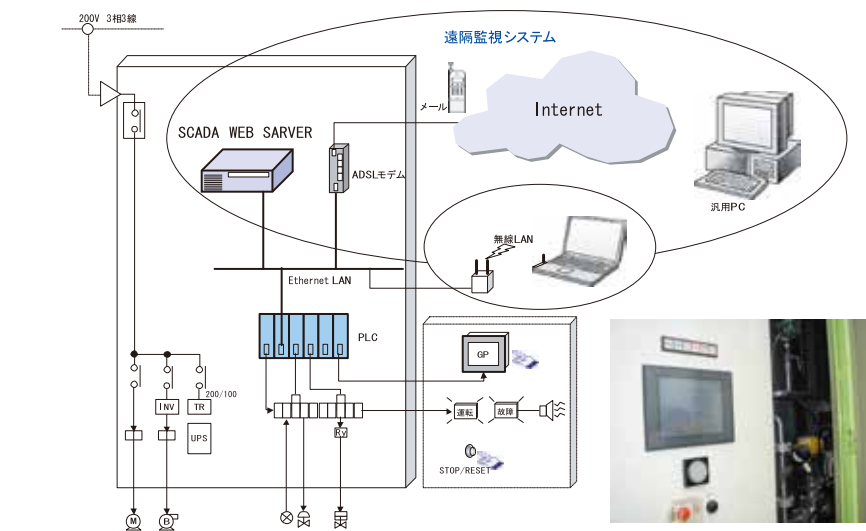 200V 3相3線
遠隔監視システム
メール
Internet
SCADA WEB SARVER
ADSLモデム
汎用PC
無線LAN
Ethernet LAN
PLC
GP
200/100
INV
TR
運転
故障
UPS
Ry
STOP/RESET
M
B